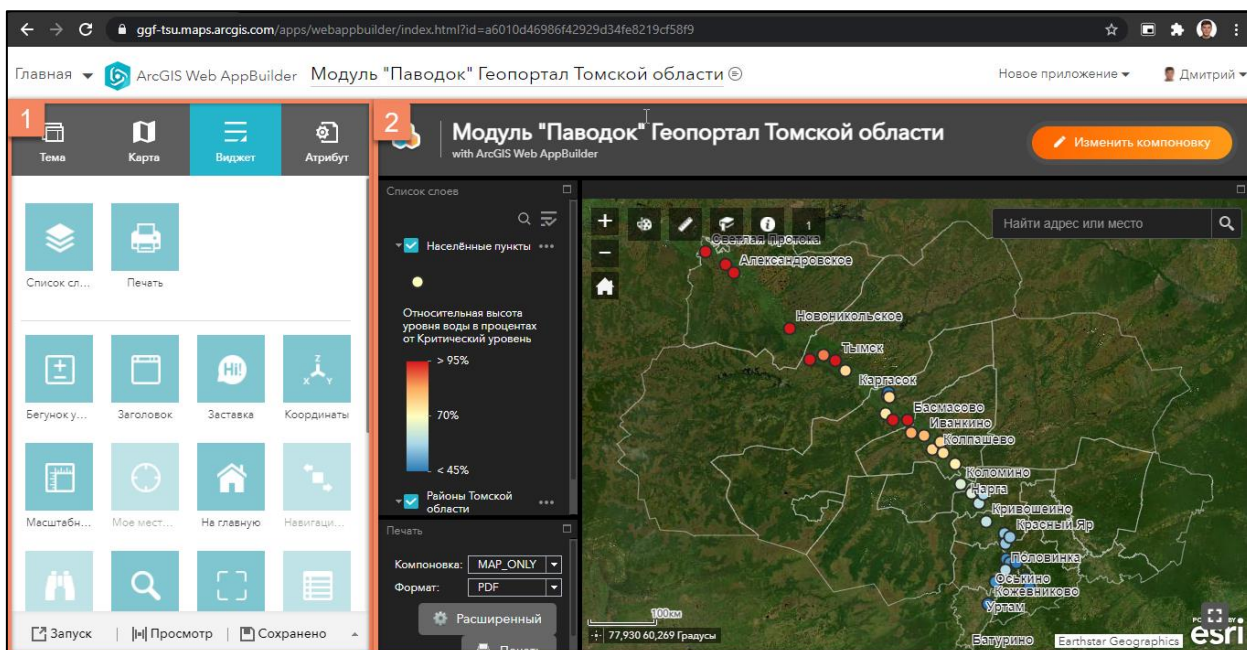 ggf-tsu.maps.arcgis.com/apps/webappbuilder/index.html?id=a6010d46986f42929d34fe8219cf58f9
Главная
ArcGIS Web AppBuilder
Модуль "Паводок" Геопортал Томской области
Новое приложение
Дмитрий
1
Тема
Карта
Виджет
Атрибут
Список сл...
Печать
Бегунок у...
Заголовок
Hi!
Заставка
Z
X
Y
Координаты
Масштабн...
Мое мест...
На главную
Навигаци...
Запуск
Просмотр
Сохранено
2
Модуль "Паводок" Геопортал Томской области
with ArcGIS Web AppBuilder
Изменить компоновку
Список слоев
Населённые пункты
Относительная высота
уровня воды в процентах
от Критический уровень
> 95%
70%
< 45%
Районы Томской
области
Печать
Компоновка: MAP_ONLY
Формат: PDF
Расширенный
Печать
1
Найти адрес или место
Светлая Протока
Александровское
Новоникольское
Тымск
Каргасок
Басмасово
Иванкино
Колпашево
Коломино
Нарга
Кривошеино
Красный Яр
Половинка
Оськино
Кожевниково
Уртам
Батурино
100км
77,930 60,269 Градусы
Earthstar Geographics
esri